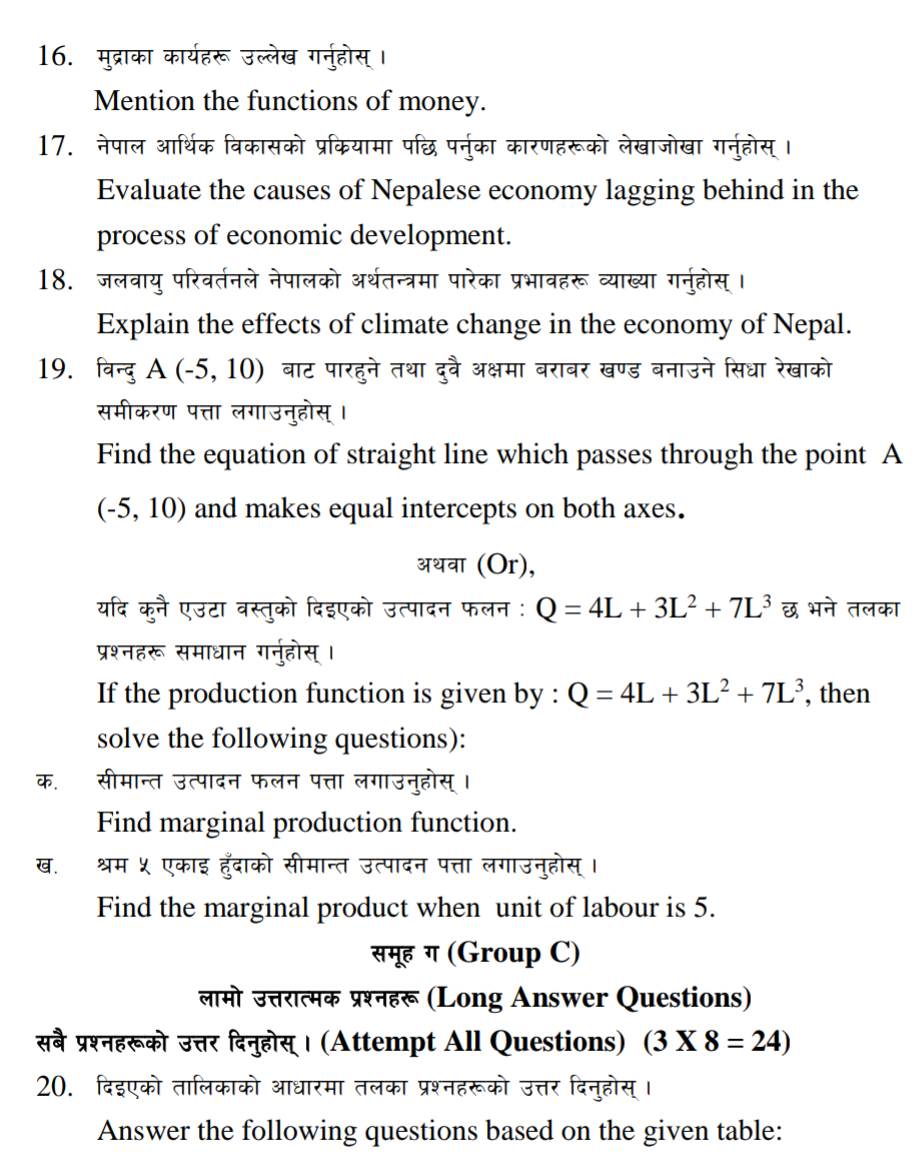 16. मुद्राका कार्यहरू उल्लेख गर्नुहोस् ।
Mention the functions of money.
17. नेपाल आर्थिक विकासको प्रक्रियामा पछि पर्नुका कारणहरूको लेखाजोखा गर्नुहोस् ।
Evaluate the causes of Nepalese economy lagging behind in the
process of economic development.
18. जलवायु परिवर्तनले नेपालको अर्थतन्त्रमा पारेका प्रभावहरू व्याख्या गर्नुहोस् ।
Explain the effects of climate change in the economy of Nepal.
19. विन्दु A (-5, 10) बाट पारहुने तथा दुवै अक्षमा बराबर खण्ड बनाउने सिधा रेखाको
समीकरण पत्ता लगाउनुहोस् ।
Find the equation of straight line which passes through the point A
(-5, 10) and makes equal intercepts on both axes.
अथवा (Or),
यदि कुनै एउटा वस्तुको दिइएको उत्पादन फलन : Q = 4L + 3L² + 7L³ छ भने तलका
प्रश्नहरू समाधान गर्नुहोस् ।
If the production function is given by : Q = 4L + 3L² + 7L³, then
solve the following questions):
क. सीमान्त उत्पादन फलन पत्ता लगाउनुहोस् ।
Find marginal production function.
ख. श्रम ५ एकाइ हुँदाको सीमान्त उत्पादन पत्ता लगाउनुहोस् ।
Find the marginal product when unit of labour is 5.
समूह ग (Group C)
लामो उत्तरात्मक प्रश्नहरू (Long Answer Questions)
सबै प्रश्नहरूको उत्तर दिनुहोस् । (Attempt All Questions) (3 X 8 = 24)
20. दिइएको तालिकाको आधारमा तलका प्रश्नहरूको उत्तर दिनुहोस् ।
Answer the following questions based on the given table: